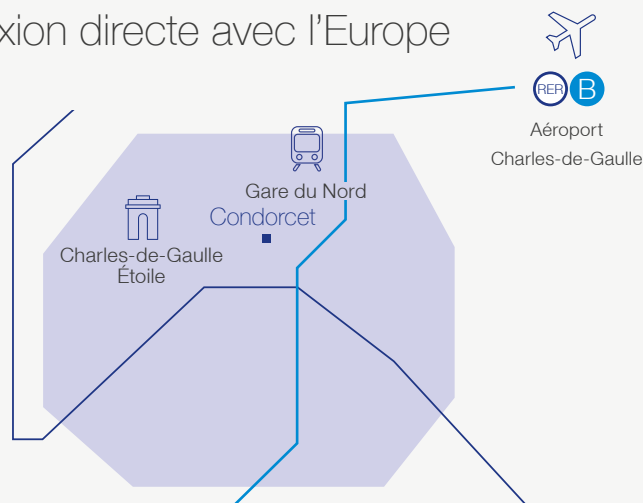 xion directe avec l’Europe
RER B
Aéroport
Charles-de-Gaulle
Gare du Nord
Condorcet
Charles-de-Gaulle
Étoile